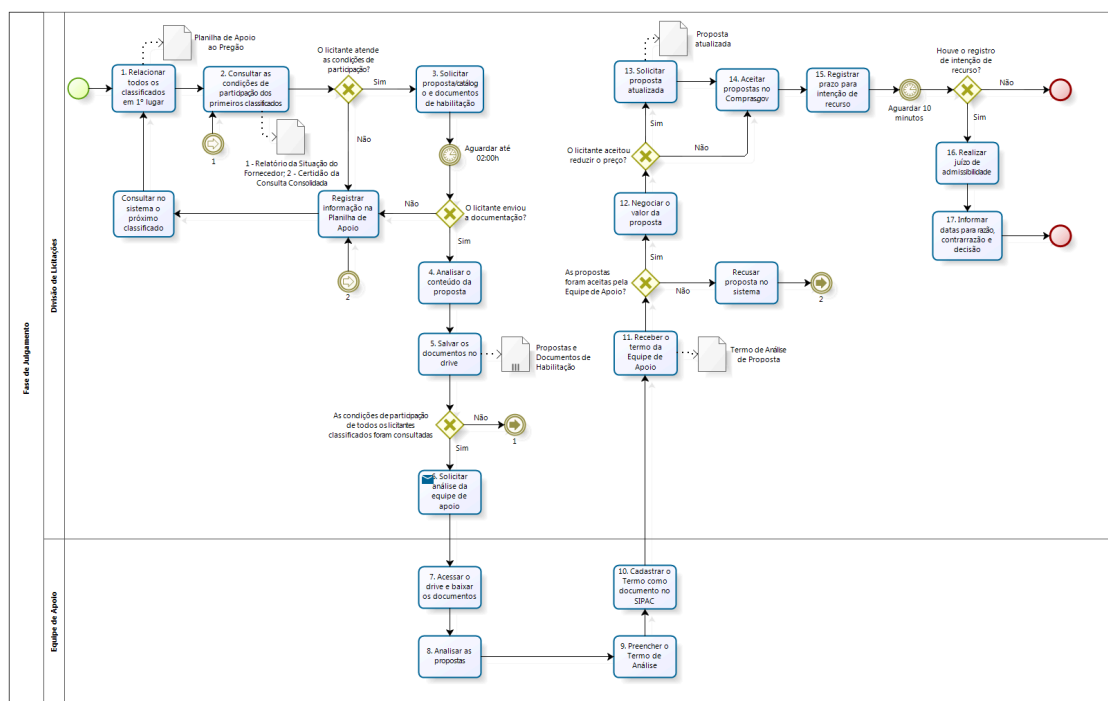 Fase de Julgamento
Divisão de Licitações
Planilha de Apoio
ao Pregão
1. Relacionar
todos os
classificados
em 1º lugar
2. Consultar as
condições de
participação dos
primeiros classificados
1
1 - Relatório da Situação do
Fornecedor; 2 - Certidão da
Consulta Consolidada
O licitante atende
as condições de
participação?
Sim
Não
3. Solicitar
proposta/catálog
o e documentos
de habilitação
Aguardar até
02:00h
O licitante enviou
a documentação?
Não
Sim
Registrar
informação na
Planilha de
Apoio
2
Consultar no
sistema o
próximo
classificado
4. Analisar o
conteúdo da
proposta
5. Salvar os
documentos no
drive
Propostas e
Documentos de
Habilitação
As condições de participação
de todos os licitantes
classificados foram consultadas
Não
1
Sim
6. Solicitar
análise da
equipe de
apoio
Equipe de Apoio
7. Acessar o
drive e baixar
os documentos
8. Analisar as
propostas
9. Preencher o
Termo de
Análise
10. Cadastrar o
Termo como
documento no
SIPAC
11. Receber o
termo da
Equipe de
Apoio
Termo de Análise
de Proposta
As propostas
foram aceitas pela
Equipe de Apoio?
Não
Recusar
proposta no
sistema
2
Sim
12. Negociar o
valor da
proposta
O licitante aceitou
reduzir o preço?
Não
Sim
13. Solicitar
proposta
atualizada
Proposta
atualizada
14. Aceitar
propostas no
Comprasgov
15. Registrar
prazo para
intenção de
recurso
Aguardar 10
minutos
Houve o registro
de intenção de
recurso?
Não
Sim
16. Realizar
juízo de
admissibilidade
17. Informar
datas para razão,
contrarrazão e
decisão